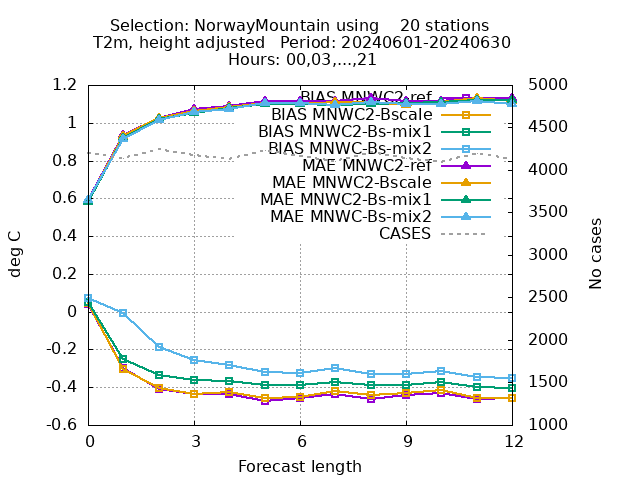 Selection: NorwayMountain using    20 stations
T2m, height adjusted   Period: 20240601-20240630
Hours: 00,03,...,21
BIAS MNWC2-ref
BIAS MNWC2-Bscale
BIAS MNWC2-Bs-mix1
BIAS MNWC-Bs-mix2
MAE MNWC2-ref
MAE MNWC2-Bscale
MAE MNWC2-Bs-mix1
MAE MNWC-Bs-mix2
CASES
1.2
1
0.8
0.6
0.4
0.2
0
-0.2
-0.4
-0.6
deg C
5000
4500
4000
3500
3000
2500
2000
1500
1000
No cases
0 3 6 9 12
Forecast length